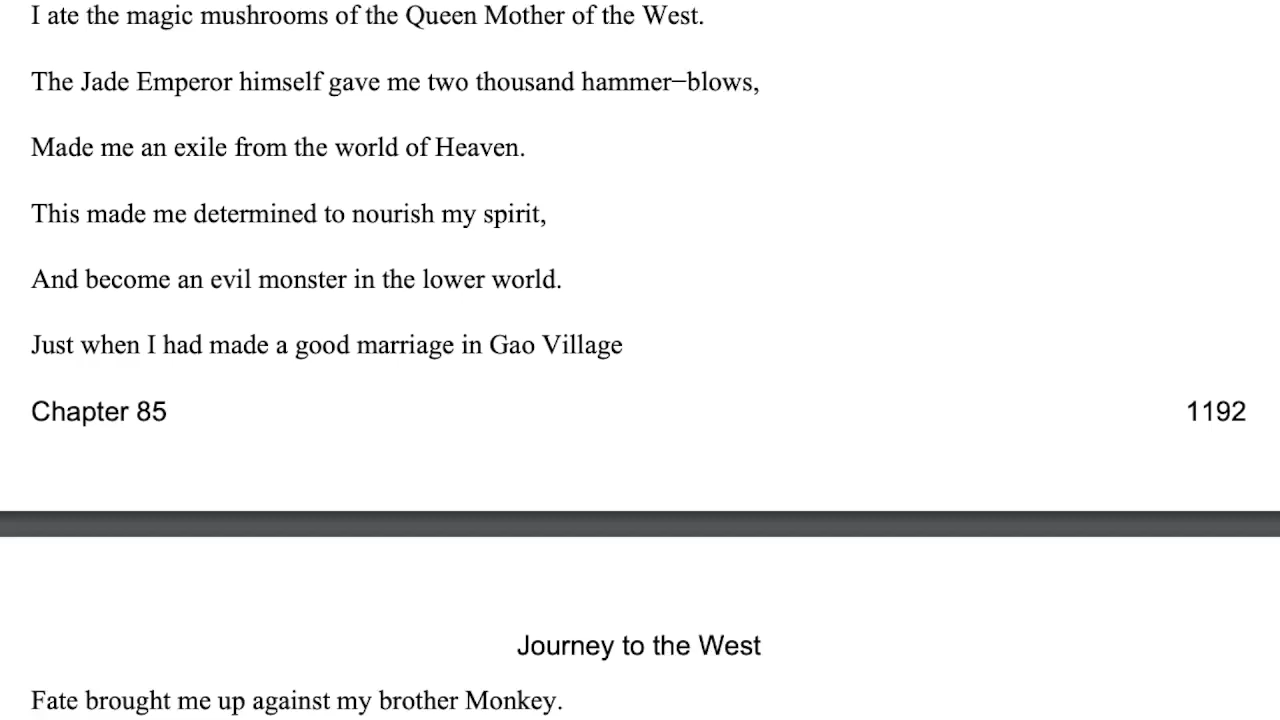 I ate the magic mushrooms of the Queen Mother of the West.
The Jade Emperor himself gave me two thousand hammer−blows,
Made me an exile from the world of Heaven.
This made me determined to nourish my spirit,
And become an evil monster in the lower world.
Just when I had made a good marriage in Gao Village
Chapter 85 1192
Journey to the West
Fate brought me up against my brother Monkey.